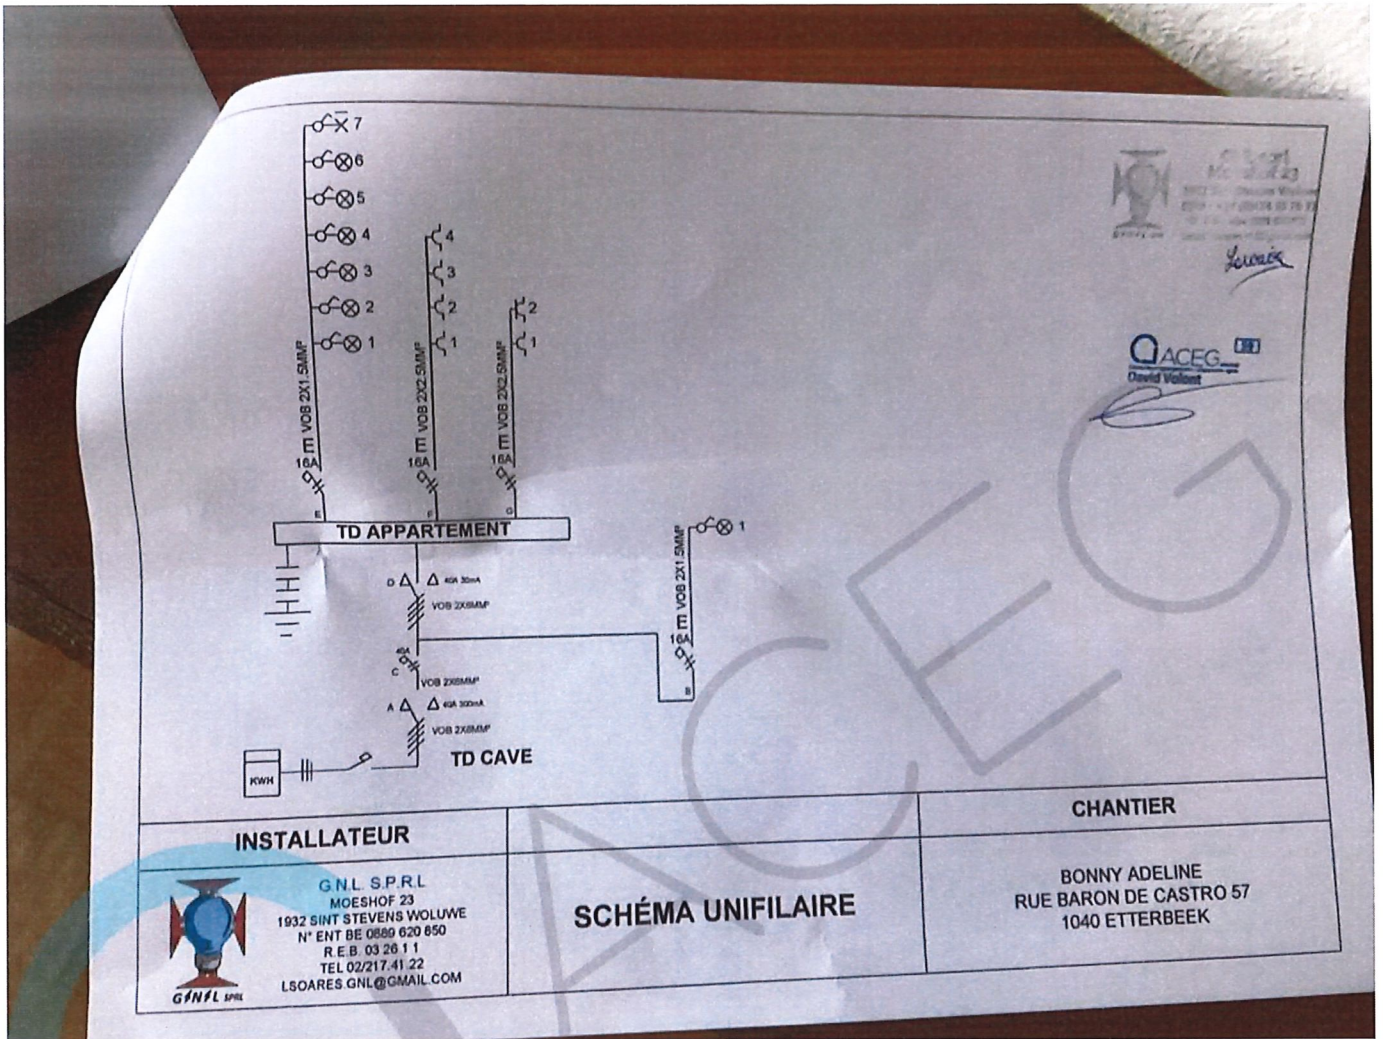 7
6
5
4
3
2
1
4
3
2
1
2
1
16A E VOB 2X1.5MM²
16A E VOB 2X2.5MM²
16A E VOB 2X2.5MM²
E
F
G
TD APPARTEMENT
D 40A 30mA
VOB 2X6MM²
40A
C
VOB 2X6MM²
A 40A 300mA
VOB 2X6MM²
TD CAVE
KWH
1
16A E VOB 2X1.5MM²
B
ACEG
David Valent
ACEG
INSTALLATEUR
G.N.L. S.P.R.L
MOESHOF 23
1932 SINT STEVENS WOLUWE
N° ENT BE 0889 620 850
R.E.B. 03 26 1 1
TEL 02/217.41.22
LSOARES.GNL@GMAIL.COM
G N L SPRL
SCHÉMA UNIFILAIRE
CHANTIER
BONNY ADELINE
RUE BARON DE CASTRO 57
1040 ETTERBEEK